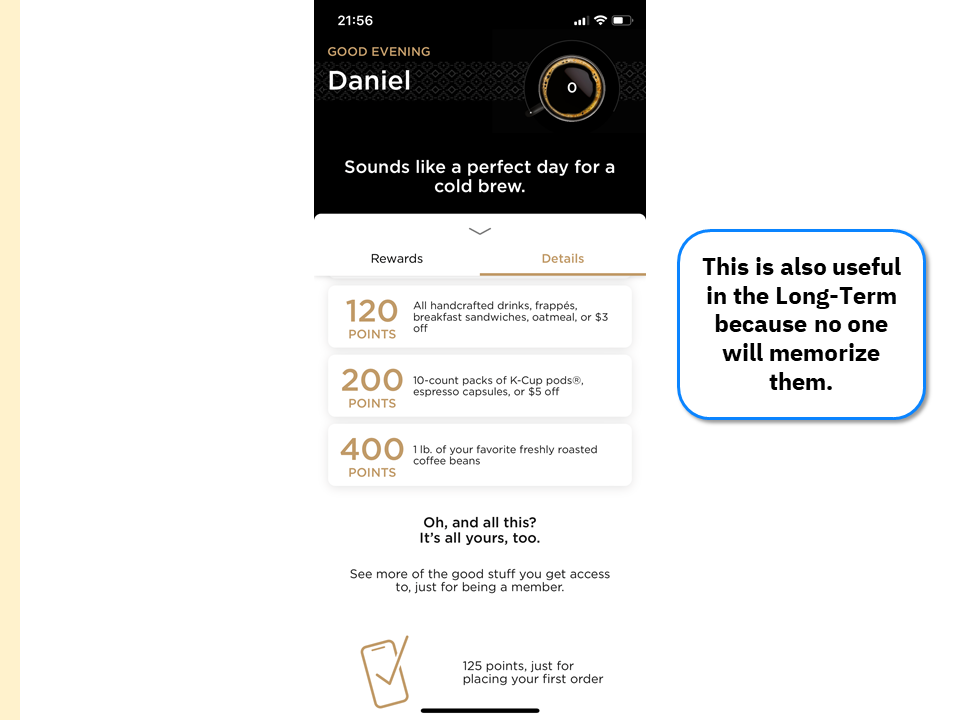 21:56
GOOD EVENING
Daniel
0
Sounds like a perfect day for a
cold brew.
Rewards
Details
120
POINTS
All handcrafted drinks, frappés,
breakfast sandwiches, oatmeal, or $3
off
200
POINTS
10-count packs of K-Cup pods®,
espresso capsules, or $5 off
400
POINTS
1 lb. of your favorite freshly roasted
coffee beans
Oh, and all this?
It's all yours, too.
See more of the good stuff you get access
to, just for being a member.
125 points, just for
placing your first order
This is also useful
in the Long-Term
because no one
will memorize
them.